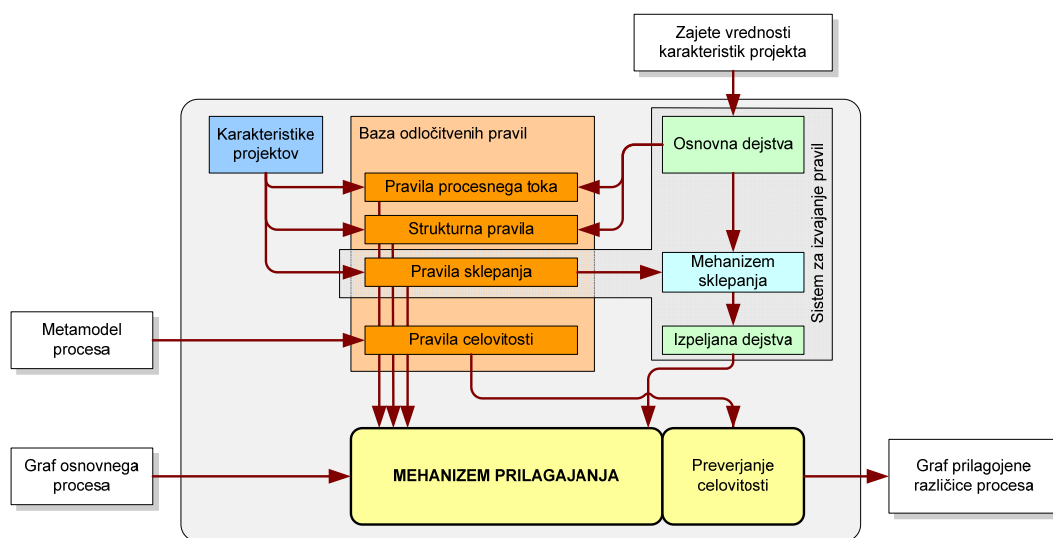 Zajete vrednosti
karakteristik projekta
Karakteristike
projektov
Baza odločitvenih pravil
Osnovna dejstva
Pravila procesnega toka
Strukturna pravila
Pravila sklepanja
Mehanizem
sklepanja
Sistem za izvajanje pravil
Metamodel
procesa
Pravila celovitosti
Izpeljana dejstva
Graf osnovnega
procesa
MEHANIZEM PRILAGAJANJA
Preverjanje
celovitosti
Graf prilagojene
različice procesa